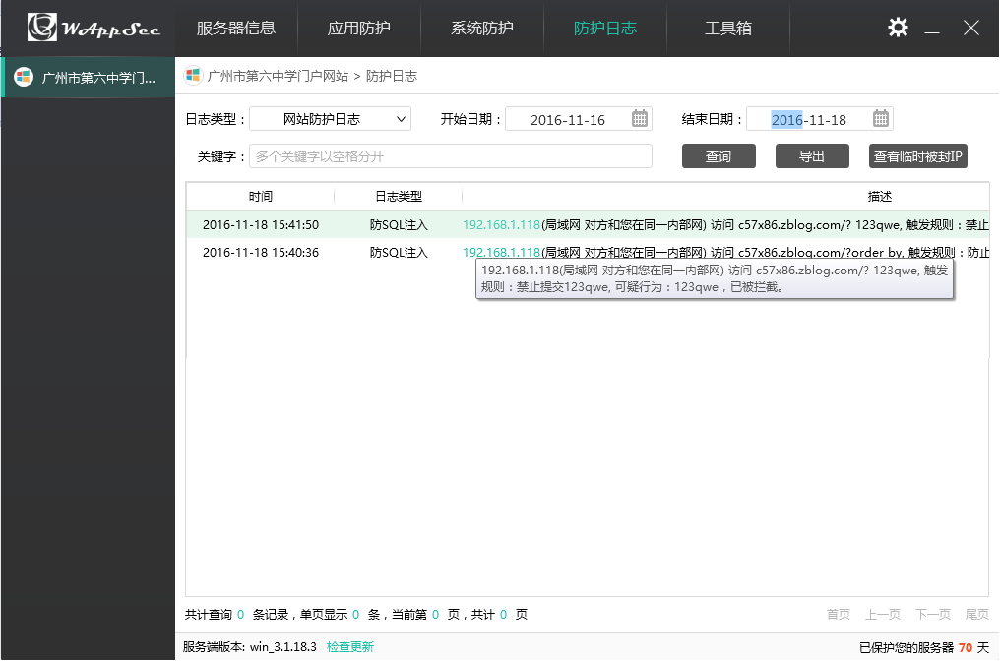 WAppSec 服务器信息 应用防护 系统防护 防护日志 工具箱
广州市第六中学门... 广州市第六中学门户网站 > 防护日志
日志类型： 网站防护日志 开始日期： 2016-11-16 结束日期： 2016-11-18
关键字： 多个关键字以空格分开 查询 导出 查看临时被封IP
时间 日志类型 描述
2016-11-18 15:41:50 防SQL注入 192.168.1.118(局域网 对方和您在同一内部网) 访问 c57x86.zblog.com/? 123qwe, 触发规则：禁止
2016-11-18 15:40:36 防SQL注入 192.168.1.118(局域网 对方和您在同一内部网) 访问 c57x86.zblog.com/?order by, 触发规则：防止
192.168.1.118(局域网 对方和您在同一内部网) 访问 c57x86.zblog.com/? 123qwe, 触发
规则：禁止提交123qwe, 可疑行为：123qwe，已被拦截。
共计查询 0 条记录，单页显示 0 条，当前第 0 页，共计 0 页 首页 上一页 下一页 尾页
服务端版本: win_3.1.18.3 检查更新 已保护您的服务器 70 天